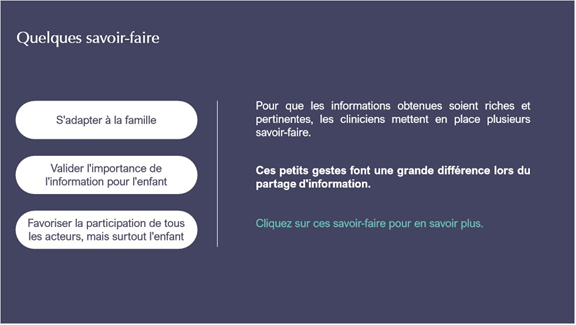 Quelques savoir-faire
S'adapter à la famille
Valider l'importance de
l'information pour l'enfant
Favoriser la participation de tous
les acteurs, mais surtout l'enfant
Pour que les informations obtenues soient riches et
pertinentes, les cliniciens mettent en place plusieurs
savoir-faire.
Ces petits gestes font une grande différence lors du
partage d'information.
Cliquez sur ces savoir-faire pour en savoir plus.